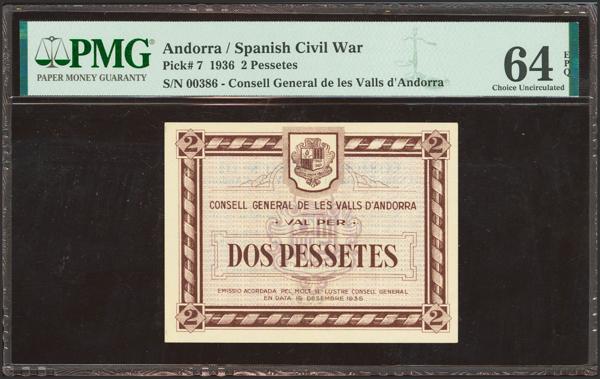 PMG
PAPER MONEY GUARANTY
Andorra / Spanish Civil War
Pick# 7 1936 2 Pessetes
S/N 00386 - Consell General de les Valls d'Andorra
64 EPQ
Choice Uncirculated
2 2
CONSELL GENERAL DE LES VALLS D'ANDORRA
· VAL PER ·
DOS PESSETES
EMISSIO ACORDADA PEL MOLT IL·LUSTRE CONSELL GENERAL
EN DATA 19 DESEMBRE 1936
2 2